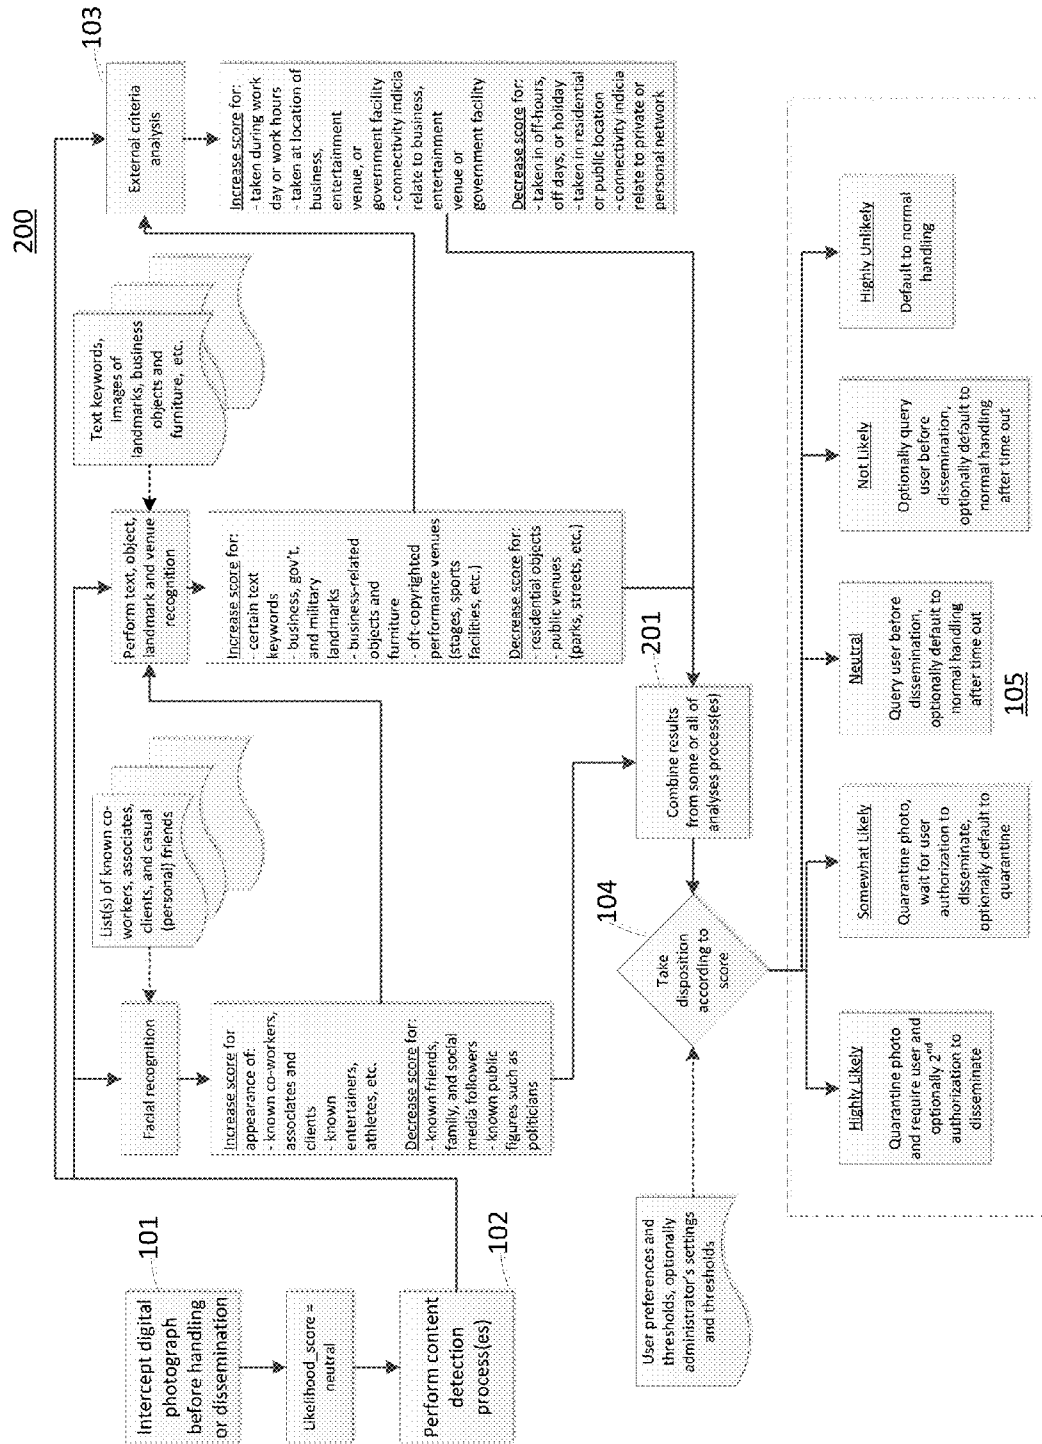 200
101
Intercept digital
photograph
before handling
or dissemination
Likelihood_score =
neutral
Perform content
detection
process(es)
102
Facial recognition
List(s) of known co-
workers, associates,
clients, and casual
(personal) friends
Increase score for
appearance of:
- known co-workers,
associates and
clients
- known
entertainers,
athletes, etc.
Decrease score for:
- known friends,
family, and social
media followers
- known public
figures such as
politicians
Perform text, object,
landmark and venue
recognition
Text keywords,
images of
landmarks, business
objects and
furniture, etc.
Increase score for:
- certain text
keywords
- business, gov't.
and military
landmarks
- business-related
objects and
furniture
- oft-copyrighted
performance venues
(stages, sports
facilities, etc.)
Decrease score for:
- residential objects
- public venues
(parks, streets, etc.)
103
External criteria
analysis
Increase score for:
- taken during work
day or work hours
- taken at location of
business,
entertainment
venue, or
government facility
- connectivity indicia
relate to business,
entertainment
venue or
government facility
Decrease score for:
- taken in off-hours,
off days, or holiday
- taken in residential
or public location
- connectivity indicia
relate to private or
personal network
201
Combine results
from some or all of
analyses process(es)
104
Take
disposition
according to
score
User preferences and
thresholds, optionally
administrator's settings
and thresholds
Highly Likely
Quarantine photo
and require user and
optionally 2nd
authorization to
disseminate
Somewhat Likely
Quarantine photo,
wait for user
authorization to
disseminate,
optionally default to
quarantine
Neutral
Query user before
dissemination,
optionally default to
normal handling
after time out
Not Likely
Optionally query
user before
dissemination,
optionally default to
normal handling
after time out
Highly Unlikely
Default to normal
handling
105